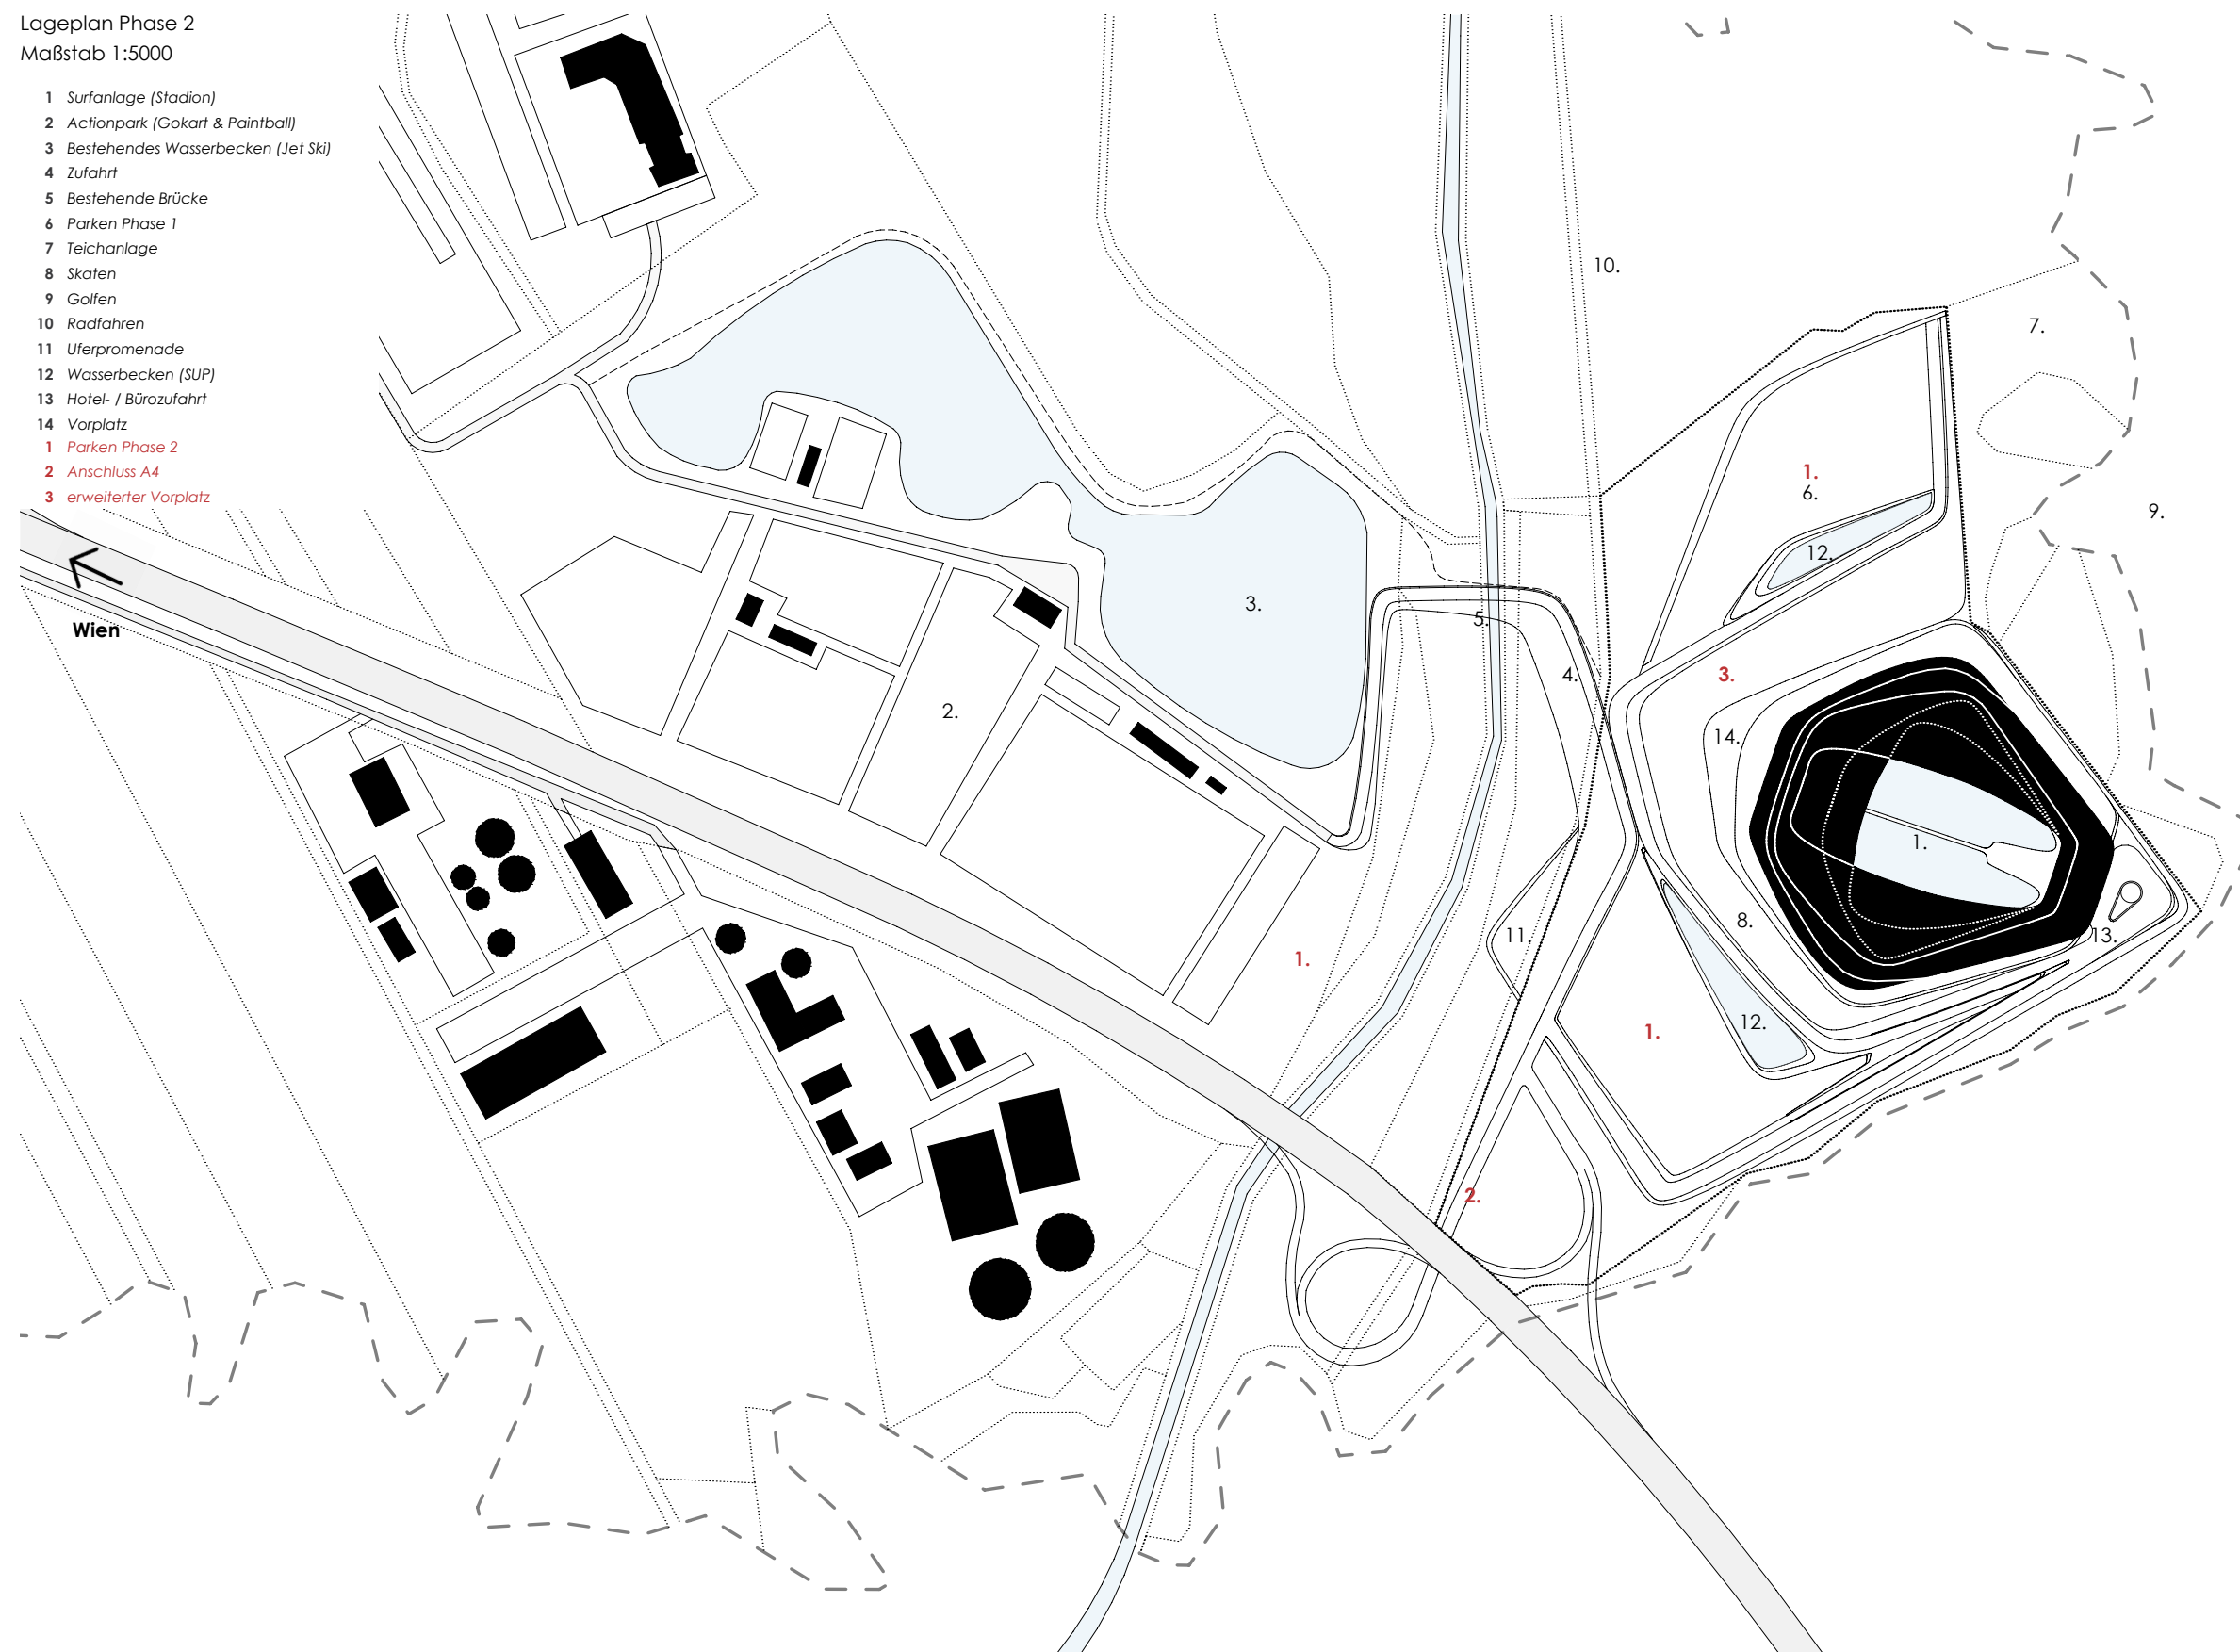 Lageplan Phase 2
Maßstab 1:5000
1 Surfanlage (Stadion)
2 Actionpark (Gokart & Paintball)
3 Bestehendes Wasserbecken (Jet Ski)
4 Zufahrt
5 Bestehende Brücke
6 Parken Phase 1
7 Teichanlage
8 Skaten
9 Golfen
10 Radfahren
11 Uferpromenade
12 Wasserbecken (SUP)
13 Hotel- / Bürozufahrt
14 Vorplatz
1 Parken Phase 2
2 Anschluss A4
3 erweiterter Vorplatz
10.
7.
1.
6.
9.
12.
3.
5.
Wien
4.
3.
2.
14.
1.
8.
11.
13.
1.
12.
1.
2.